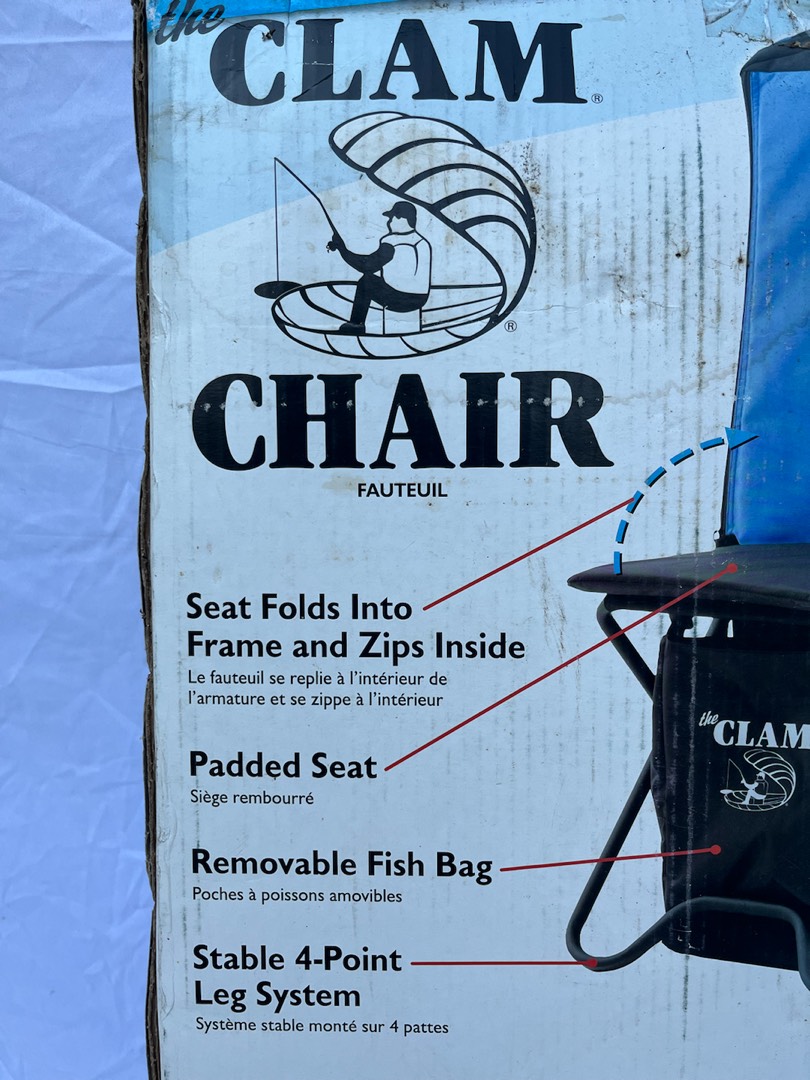 the
CLAM
®
®
CHAIR
FAUTEUIL
Seat Folds Into
Frame and Zips Inside
Le fauteuil se replie à l'intérieur de
l'armature et se zippe à l'intérieur
Padded Seat
Siège rembourré
the
CLAM
Removable Fish Bag
Poches à poissons amovibles
Stable 4-Point
Leg System
Système stable monté sur 4 pattes